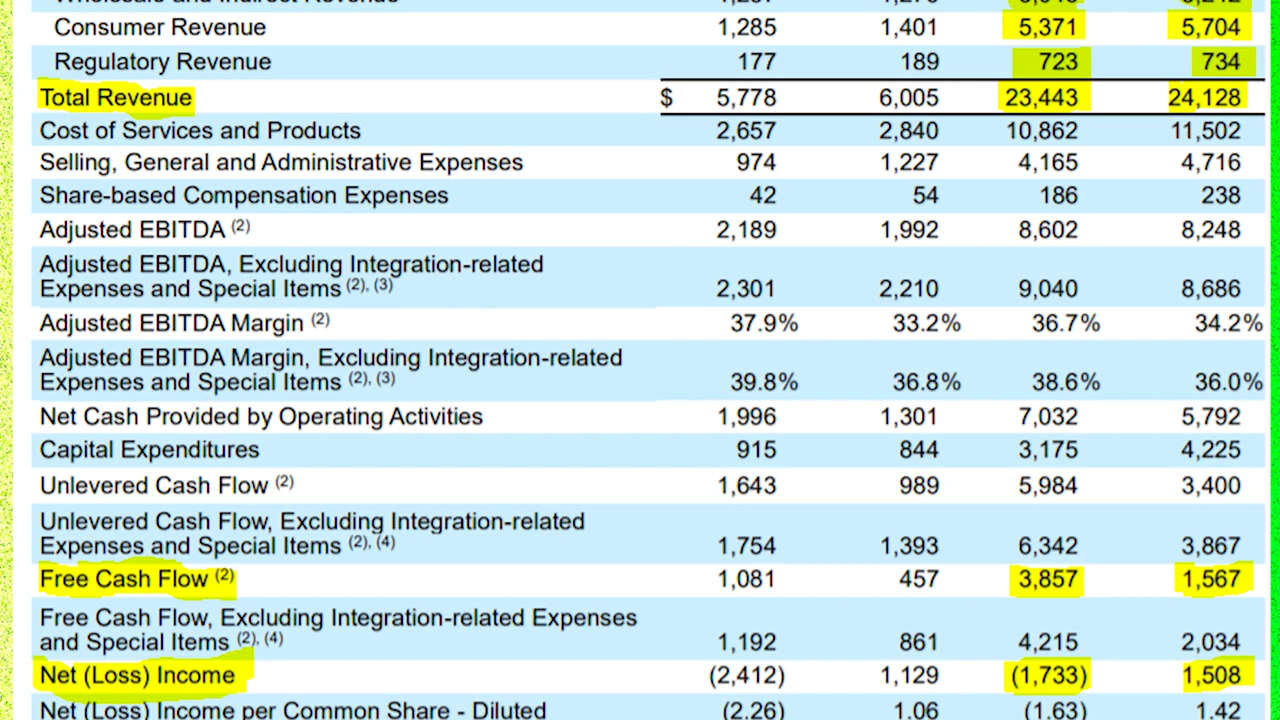 Consumer Revenue 1,285 1,401 5,371 5,704
Regulatory Revenue 177 189 723 734
Total Revenue $ 5,778 6,005 23,443 24,128
Cost of Services and Products 2,657 2,840 10,862 11,502
Selling, General and Administrative Expenses 974 1,227 4,165 4,716
Share-based Compensation Expenses 42 54 186 238
Adjusted EBITDA (2) 2,189 1,992 8,602 8,248
Adjusted EBITDA, Excluding Integration-related
Expenses and Special Items (2), (3) 2,301 2,210 9,040 8,686
Adjusted EBITDA Margin (2) 37.9% 33.2% 36.7% 34.2%
Adjusted EBITDA Margin, Excluding Integration-related
Expenses and Special Items (2), (3) 39.8% 36.8% 38.6% 36.0%
Net Cash Provided by Operating Activities 1,996 1,301 7,032 5,792
Capital Expenditures 915 844 3,175 4,225
Unlevered Cash Flow (2) 1,643 989 5,984 3,400
Unlevered Cash Flow, Excluding Integration-related
Expenses and Special Items (2), (4) 1,754 1,393 6,342 3,867
Free Cash Flow (2) 1,081 457 3,857 1,567
Free Cash Flow, Excluding Integration-related Expenses
and Special Items (2), (4) 1,192 861 4,215 2,034
Net (Loss) Income (2,412) 1,129 (1,733) 1,508
Net (Loss) Income per Common Share - Diluted (2.26) 1.06 (1.63) 1.42